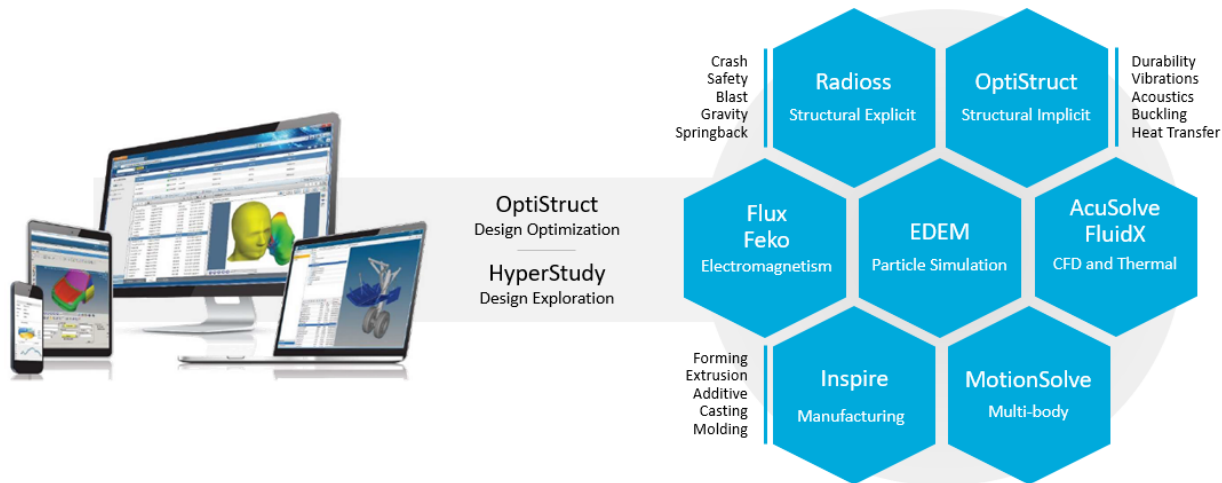 OptiStruct
Design Optimization
HyperStudy
Design Exploration
Crash
Safety
Blast
Gravity
Springback
Radioss
Structural Explicit
OptiStruct
Structural Implicit
Durability
Vibrations
Acoustics
Buckling
Heat Transfer
Flux
Feko
Electromagnetism
EDEM
Particle Simulation
AcuSolve
FluidX
CFD and Thermal
Forming
Extrusion
Additive
Casting
Molding
Inspire
Manufacturing
MotionSolve
Multi-body